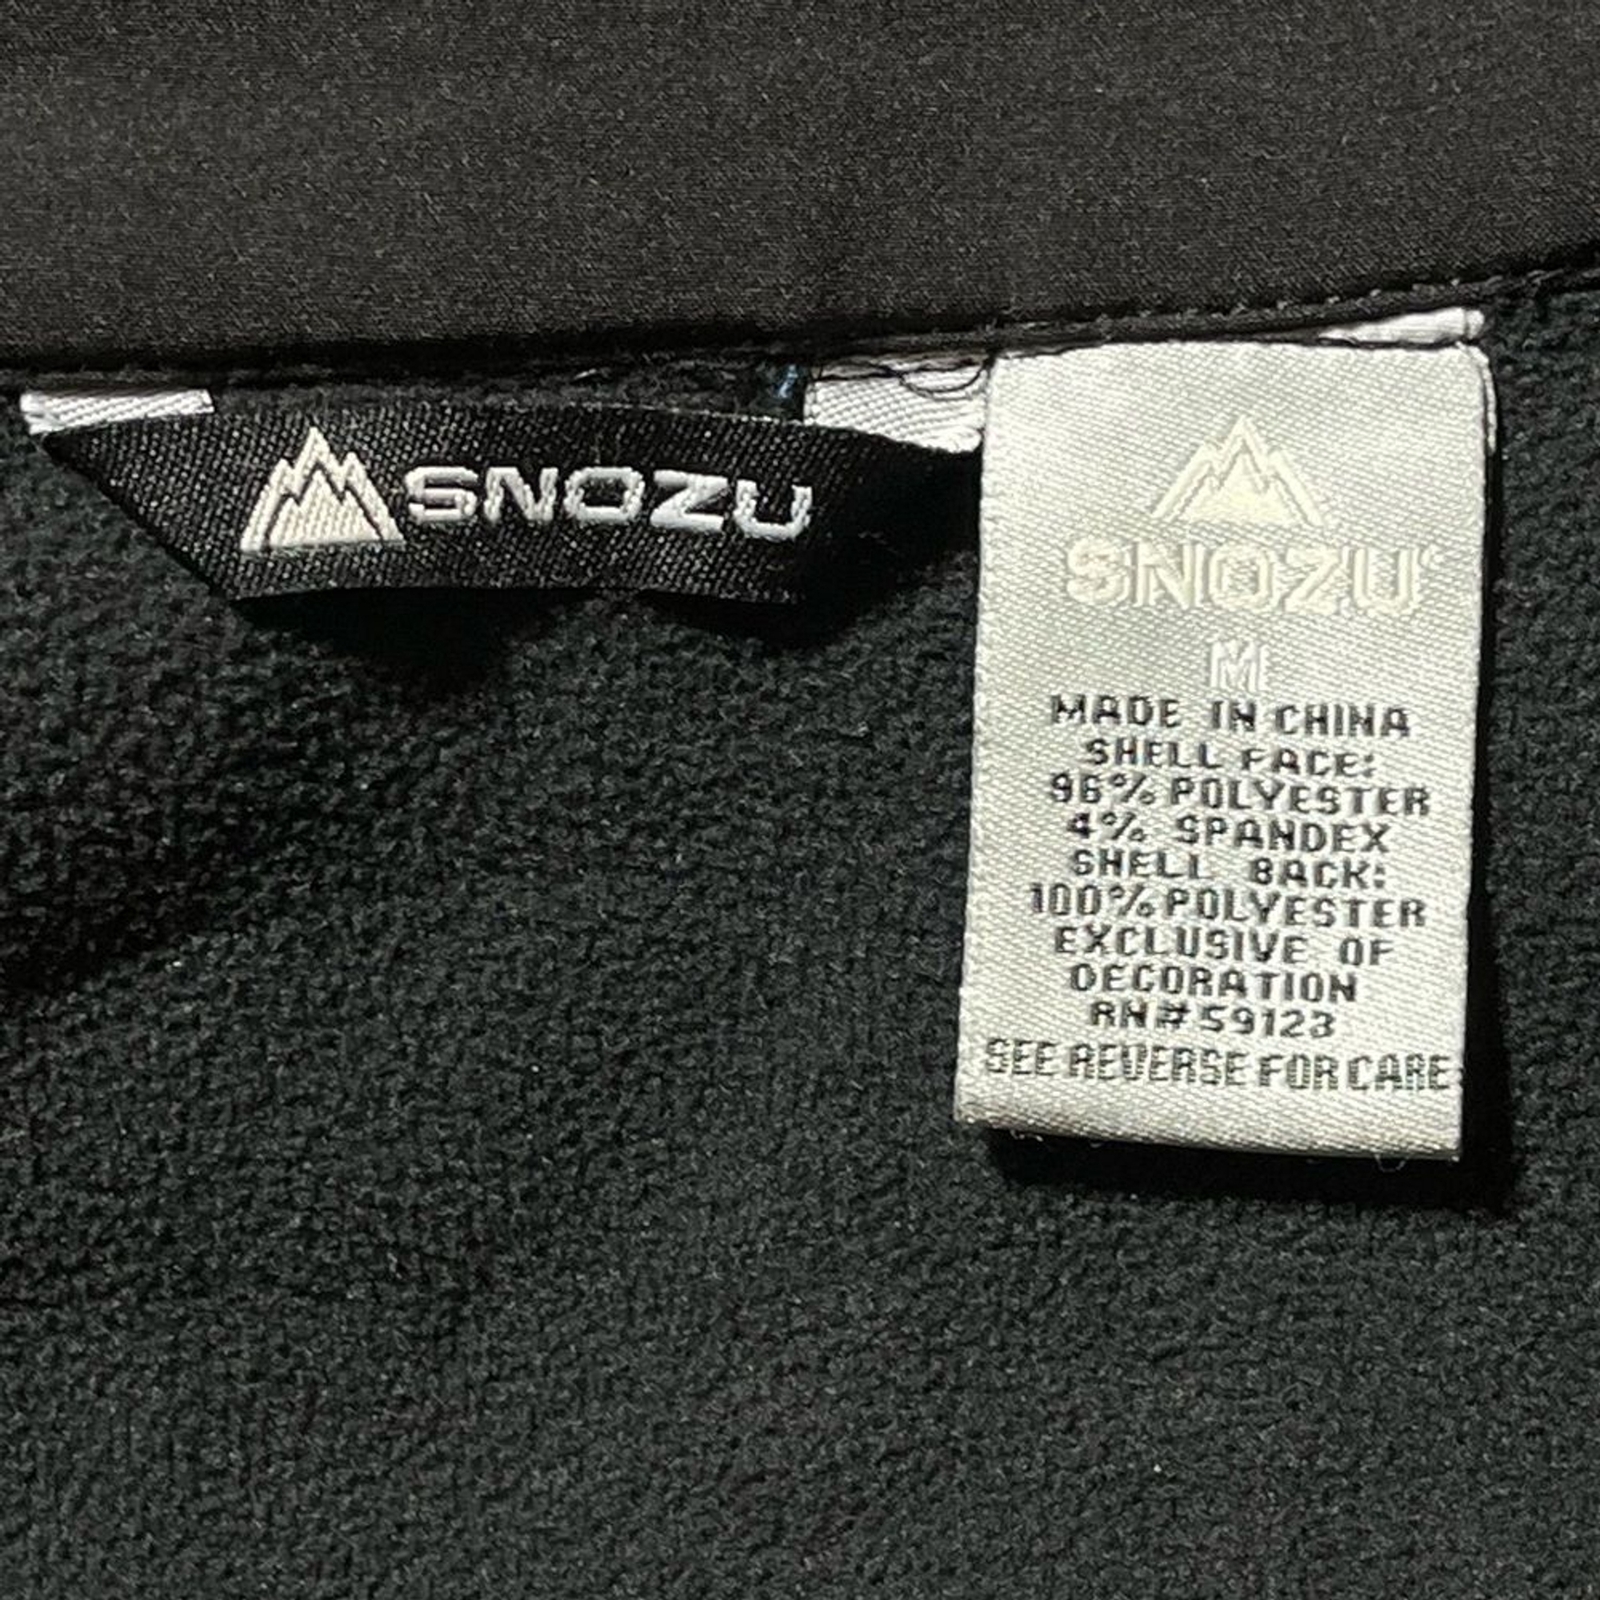 SNOZU
SNOZU
M
MADE IN CHINA
SHELL FACE:
96% POLYESTER
4% SPANDEX
SHELL BACK:
100% POLYESTER
EXCLUSIVE OF
DECORATION
RN# 59123
SEE REVERSE FOR CARE